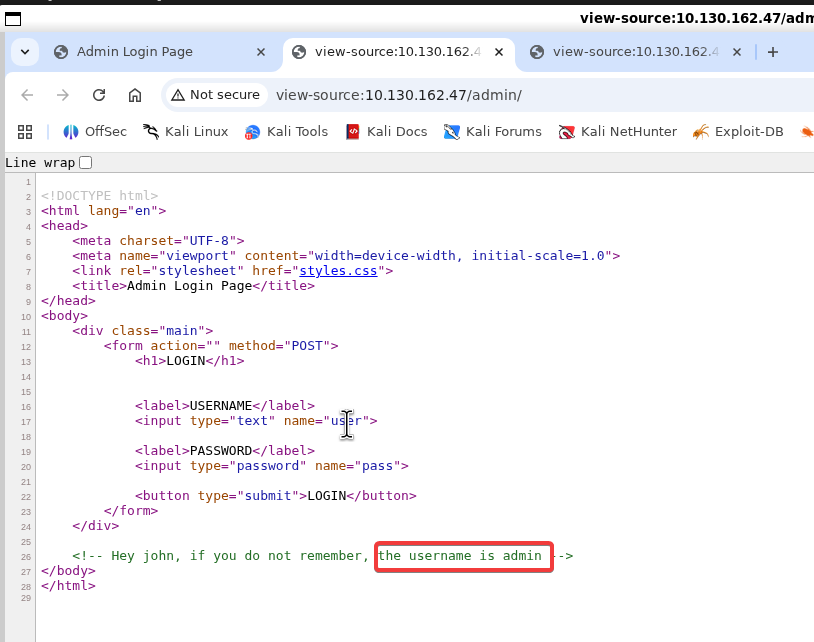 view-source:10.130.162.47/adm
Admin Login Page
view-source:10.130.162.4
view-source:10.130.162.4
Not secure
view-source:10.130.162.47/admin/
OffSec
Kali Linux
Kali Tools
Kali Docs
Kali Forums
Kali NetHunter
Exploit-DB
Line wrap
1
2 <!DOCTYPE html>
3 <html lang="en">
4 <head>
5 <meta charset="UTF-8">
6 <meta name="viewport" content="width=device-width, initial-scale=1.0">
7 <link rel="stylesheet" href="styles.css">
8 <title>Admin Login Page</title>
9 </head>
10 <body>
11 <div class="main">
12 <form action="" method="POST">
13 <h1>LOGIN</h1>
14
15
16 <label>USERNAME</label>
17 <input type="text" name="user">
18
19 <label>PASSWORD</label>
20 <input type="password" name="pass">
21
22 <button type="submit">LOGIN</button>
23 </form>
24 </div>
25
26 <!-- Hey john, if you do not remember, the username is admin -->
27 </body>
28 </html>
29